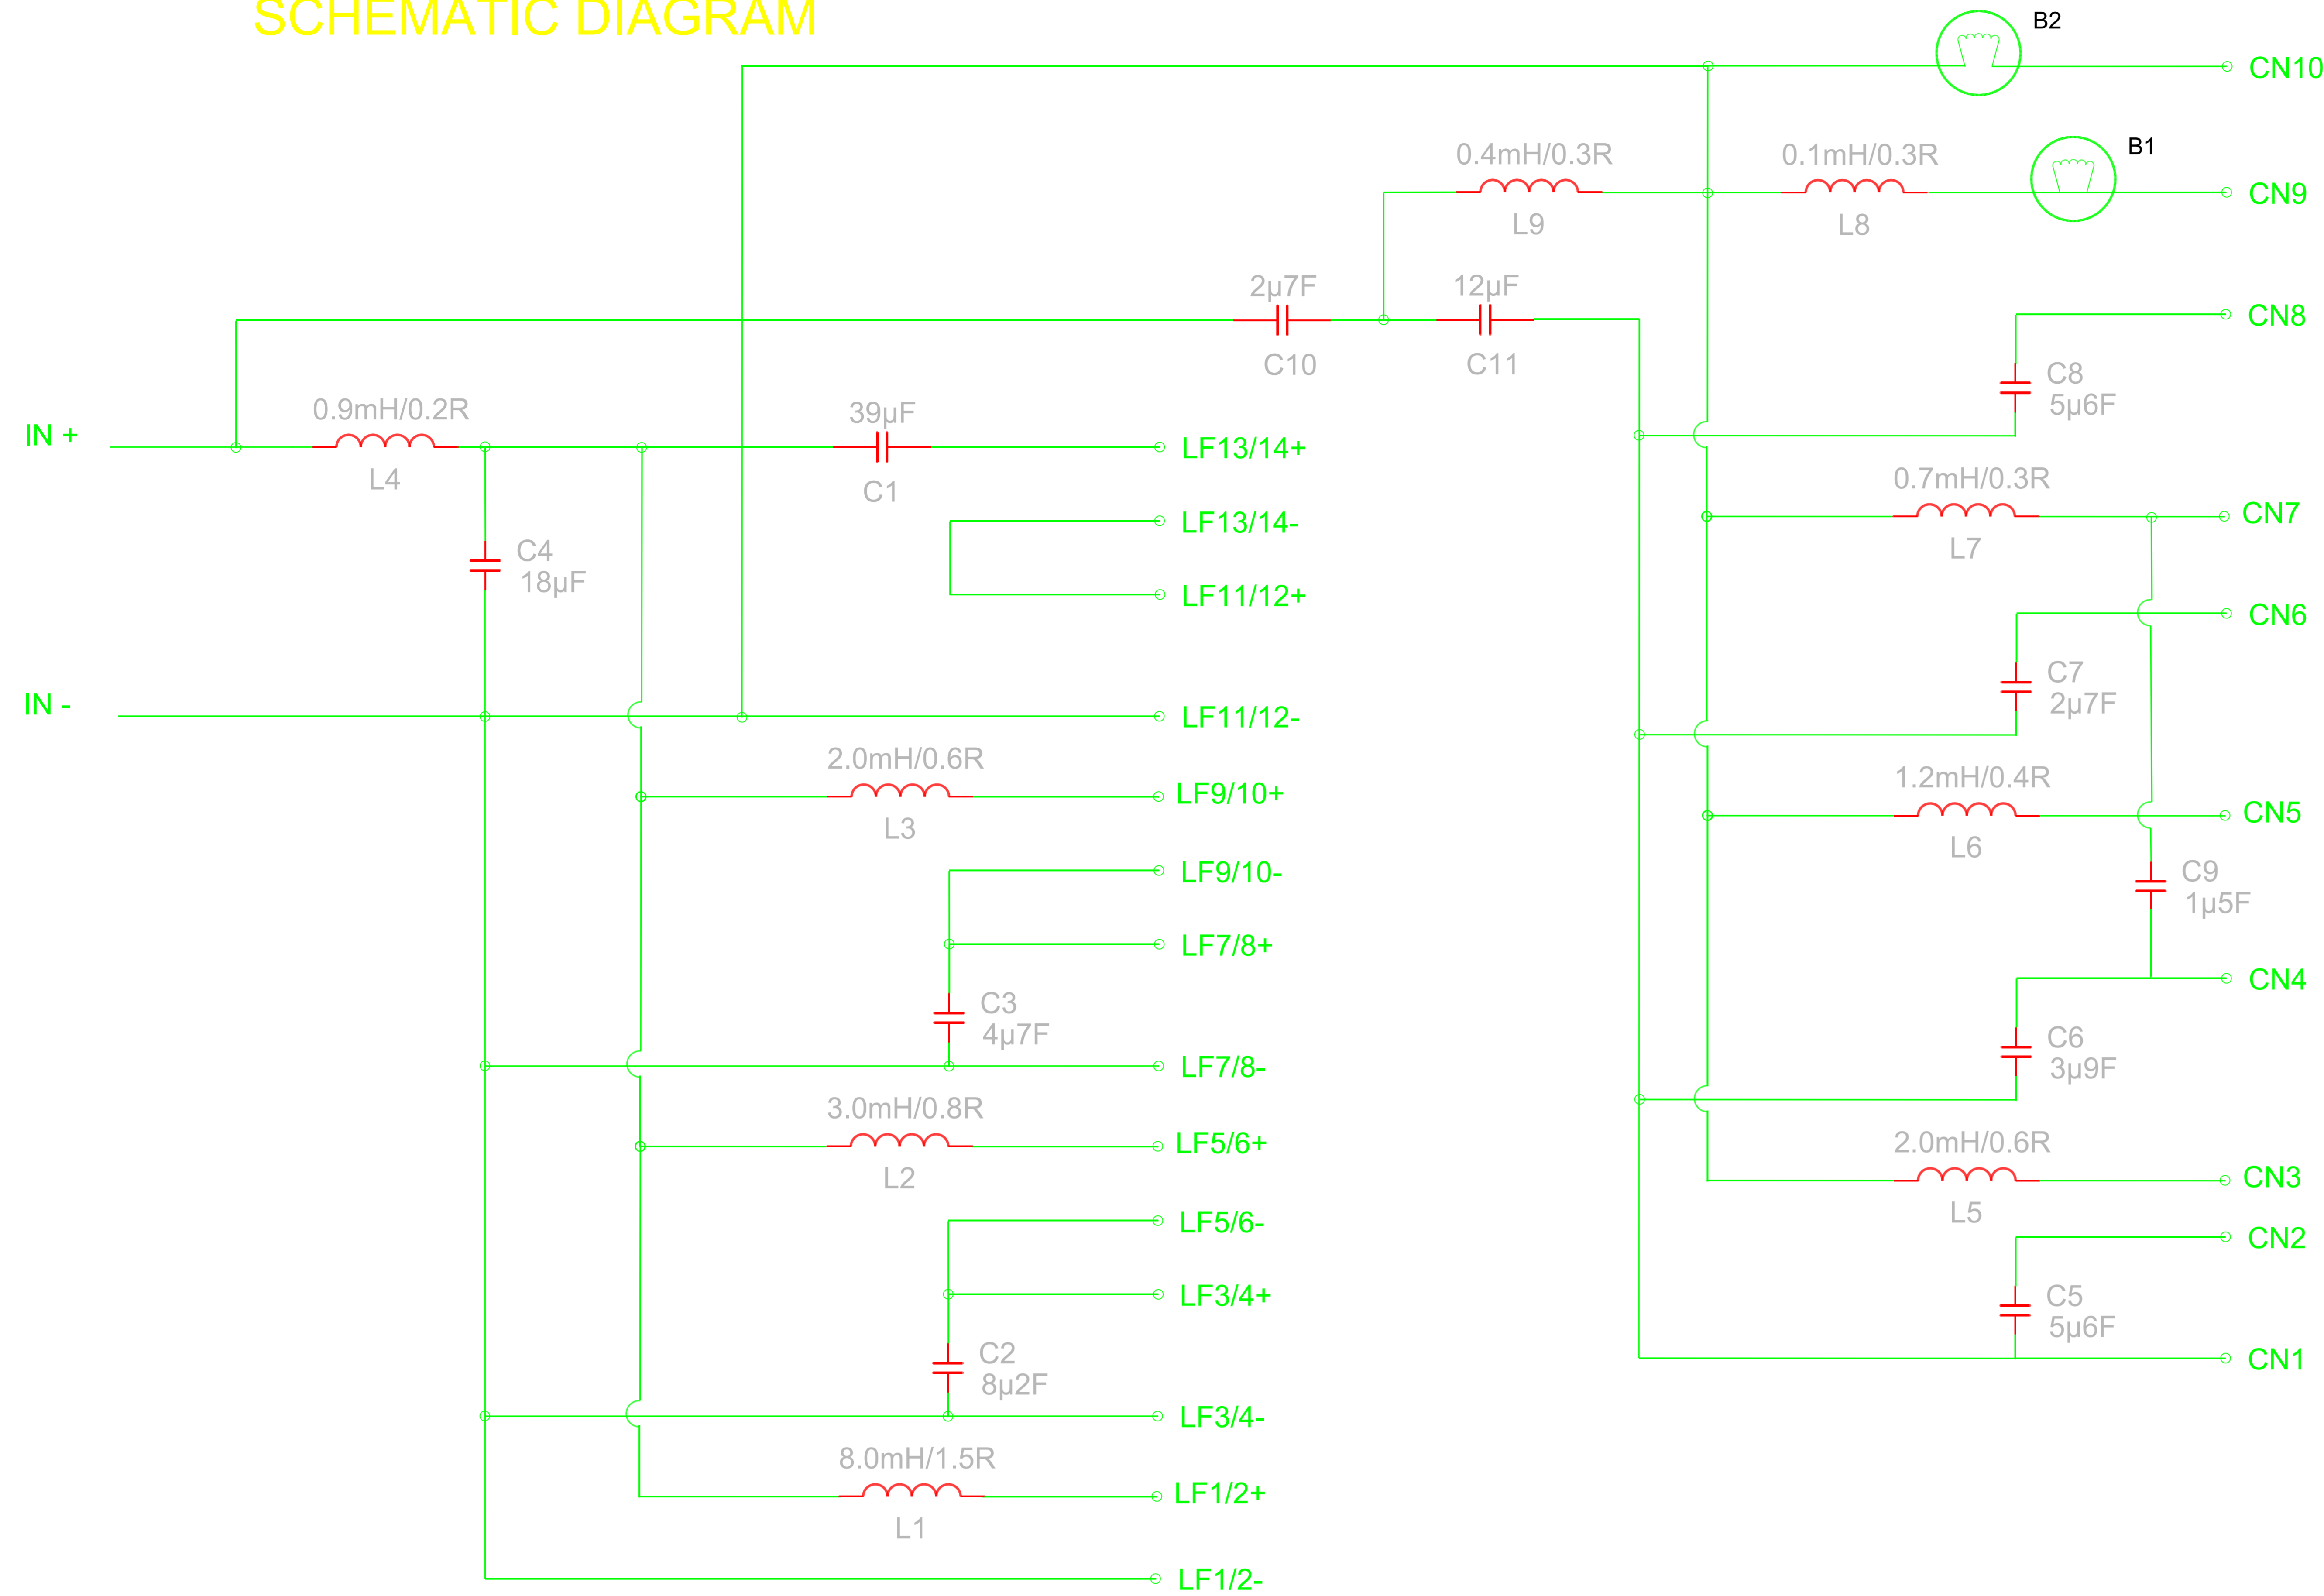 SCHEMATIC DIAGRAM
B2
CN10
B1
0.4mH/0.3R
0.1mH/0.3R
CN9
L9
L8
2µ7F
12µF
CN8
C10
C11
C8
5µ6F
0.9mH/0.2R
39µF
IN +
LF13/14+
L4
C1
0.7mH/0.3R
CN7
LF13/14-
L7
C4
18µF
LF11/12+
CN6
C7
2µ7F
IN -
LF11/12-
2.0mH/0.6R
LF9/10+
1.2mH/0.4R
CN5
L3
L6
LF9/10-
C9
1µ5F
LF7/8+
CN4
C3
4µ7F
C6
3µ9F
LF7/8-
3.0mH/0.8R
LF5/6+
2.0mH/0.6R
CN3
L2
L5
LF5/6-
CN2
LF3/4+
C5
5µ6F
C2
8µ2F
CN1
LF3/4-
8.0mH/1.5R
LF1/2+
L1
LF1/2-